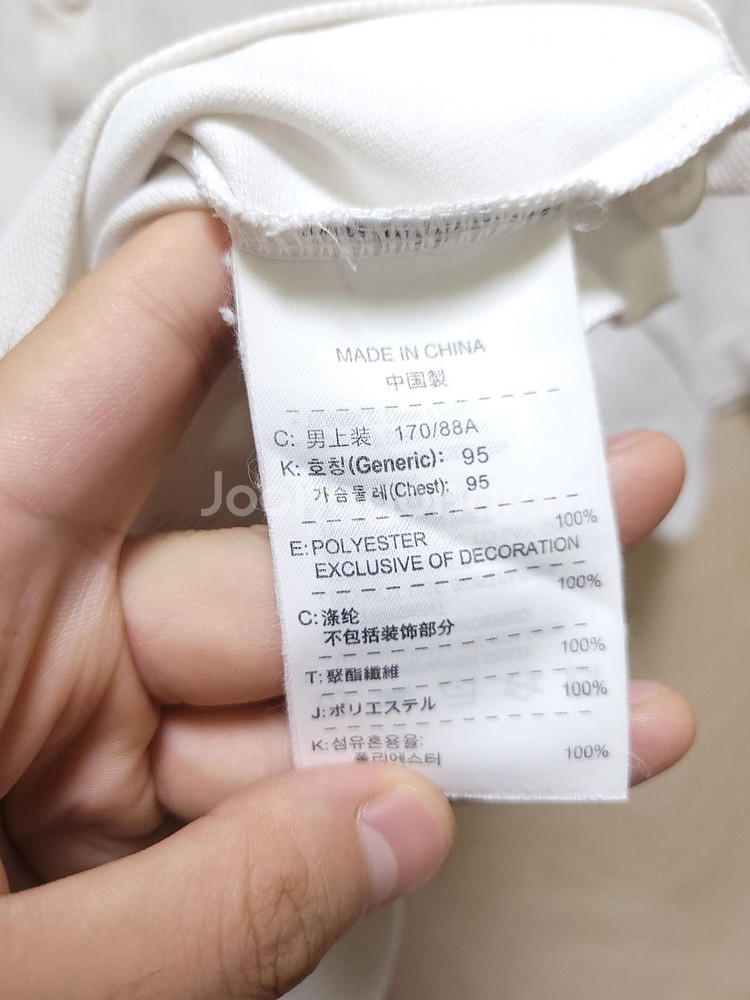 MADE IN CHINA
中国製
C: 男上装 170/88A
K: 호칭(Generic): 95
가슴둘레(Chest): 95
E: POLYESTER 100%
EXCLUSIVE OF DECORATION
C: 涤纶 100%
不包括装饰部分
T: 聚酯纖維 100%
J: ポリエステル 100%
K: 섬유혼용율:
폴리에스터 100%